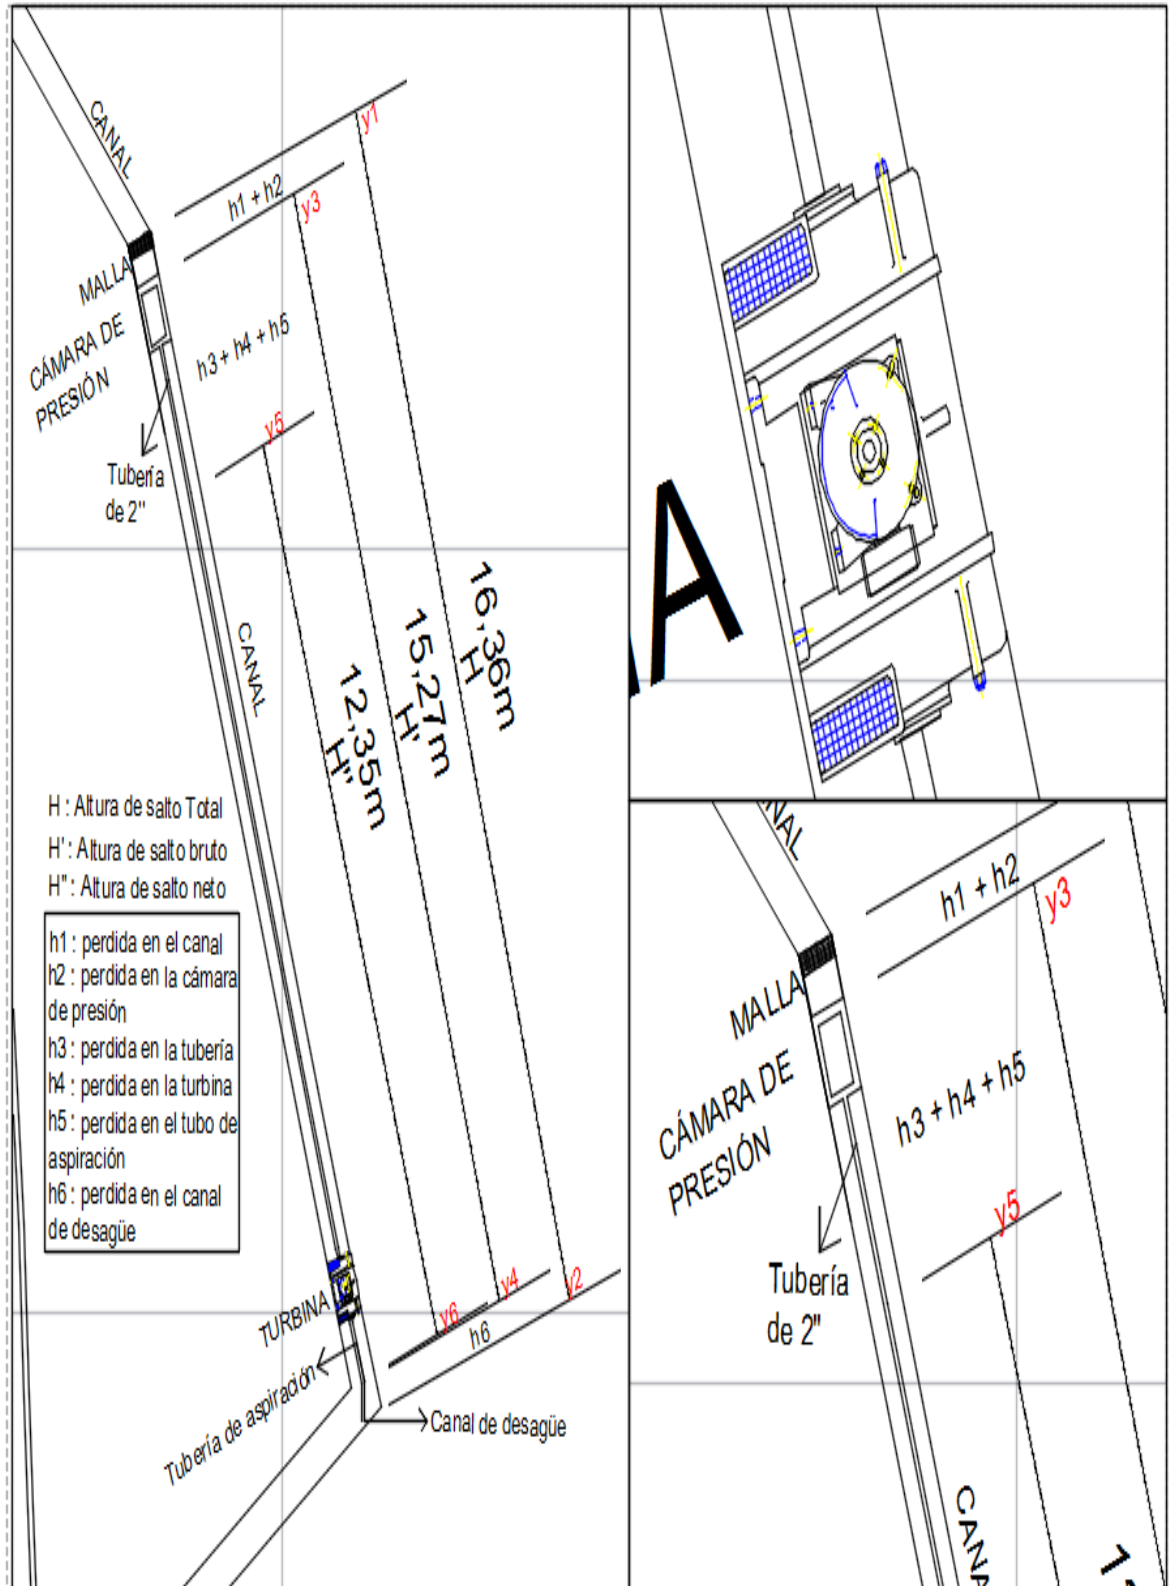 CANAL
y1
h1 + h2
y3
MALLA
CÁMARA DE
PRESIÓN
h3 + h4 + h5
y5
Tubería
de 2"
CANAL
16,36m
H
15,27m
H'
12,35m
H"
H : Altura de salto Total
H' : Altura de salto bruto
H" : Altura de salto neto
h1 : perdida en el canal
h2 : perdida en la cámara
de presión
h3 : perdida en la tubería
h4 : perdida en la turbina
h5 : perdida en el tubo de
aspiración
h6 : perdida en el canal
de desagüe
TURBINA
y6
y4
y2
h6
Tubería de aspiración
Canal de desagüe
A
NAL
h1 + h2
y3
MALLA
CÁMARA DE
PRESIÓN
h3 + h4 + h5
y5
Tubería
de 2"
CANA
1